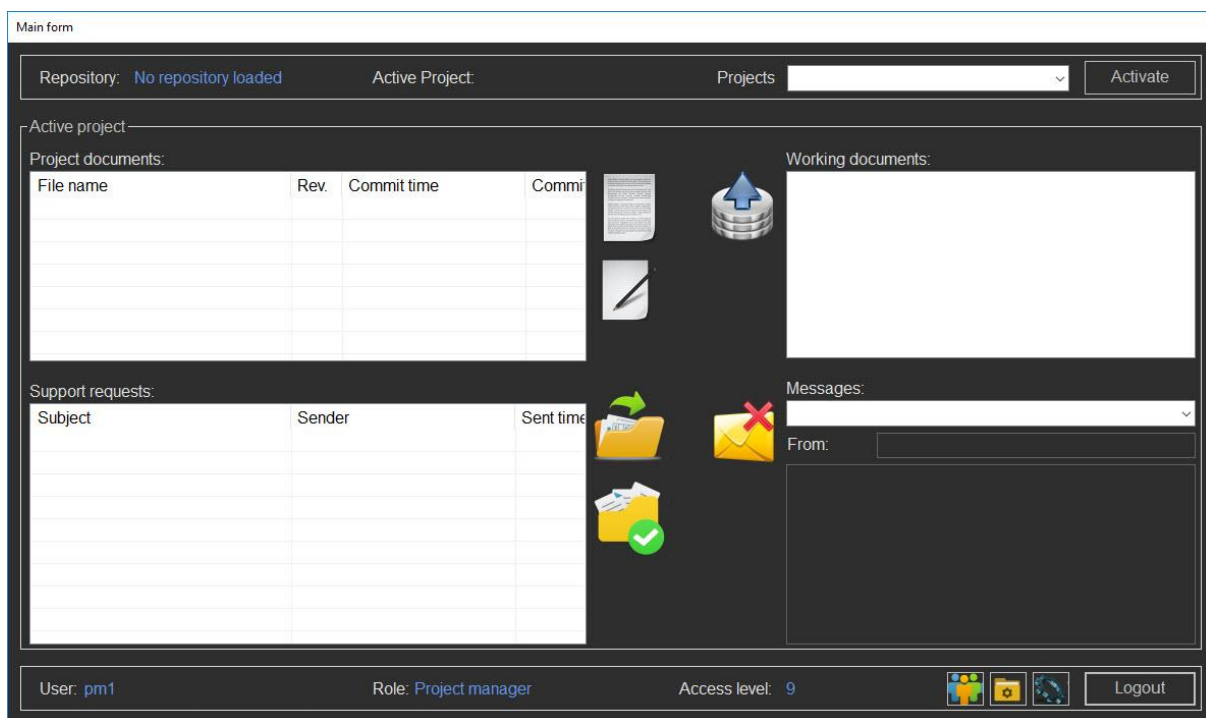 Main form
Repository: No repository loaded Active Project: Projects Activate
Active project
Project documents: Working documents:
File name Rev. Commit time Commi
Support requests: Messages:
Subject Sender Sent time
From:
User: pm1 Role: Project manager Access level: 9 Logout